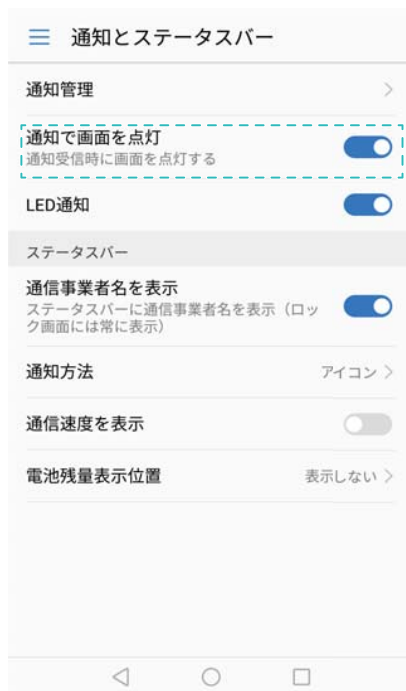 通知とステータスバー
通知管理
通知で画面を点灯
通知受信時に画面を点灯する
LED通知
ステータスバー
通信事業者名を表示
ステータスバーに通信事業者名を表示（ロッ
ク画面には常に表示）
通知方法 アイコン
通信速度を表示
電池残量表示位置 表示しない